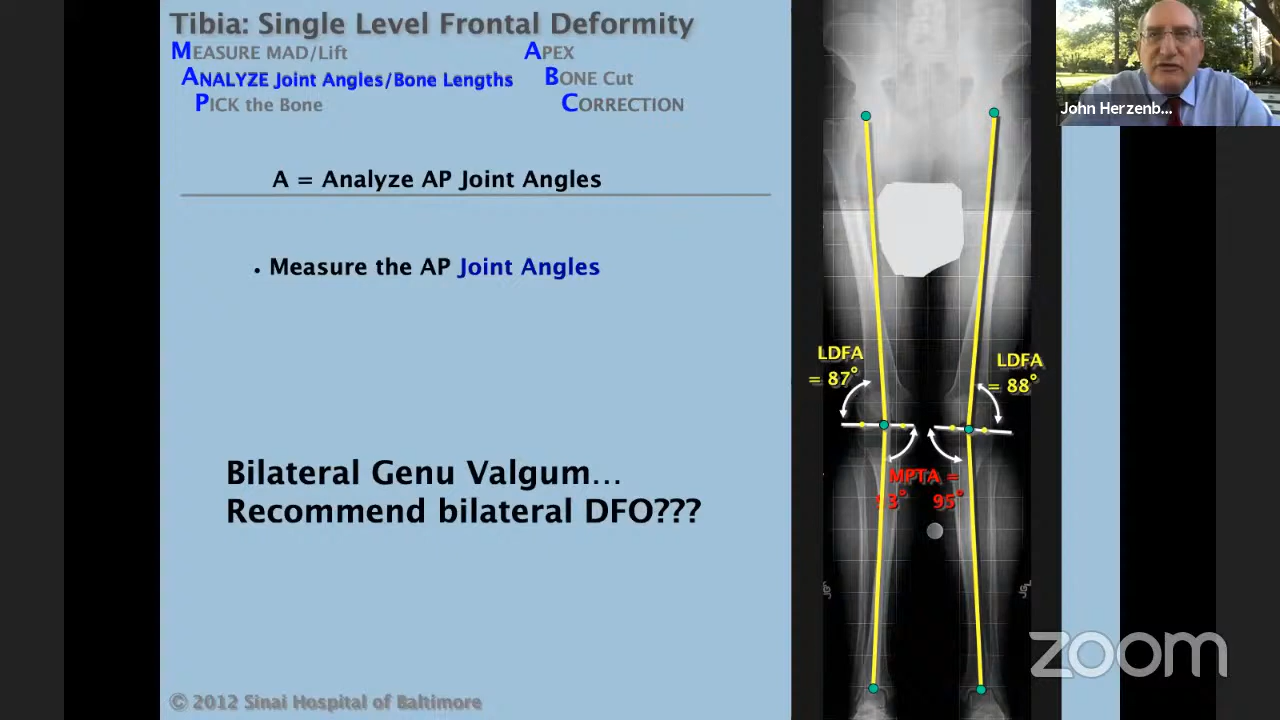 Tibia: Single Level Frontal Deformity
MEASURE MAD/Lift
ANALYZE Joint Angles/Bone Lengths
PICK the Bone
APEX
BONE Cut
CORRECTION
A = Analyze AP Joint Angles
• Measure the AP Joint Angles
Bilateral Genu Valgum…
Recommend bilateral DFO???
© 2012 Sinai Hospital of Baltimore
LDFA
= 87°
LDFA
= 88°
MPTA =
95°
John Herzenb...
zoom